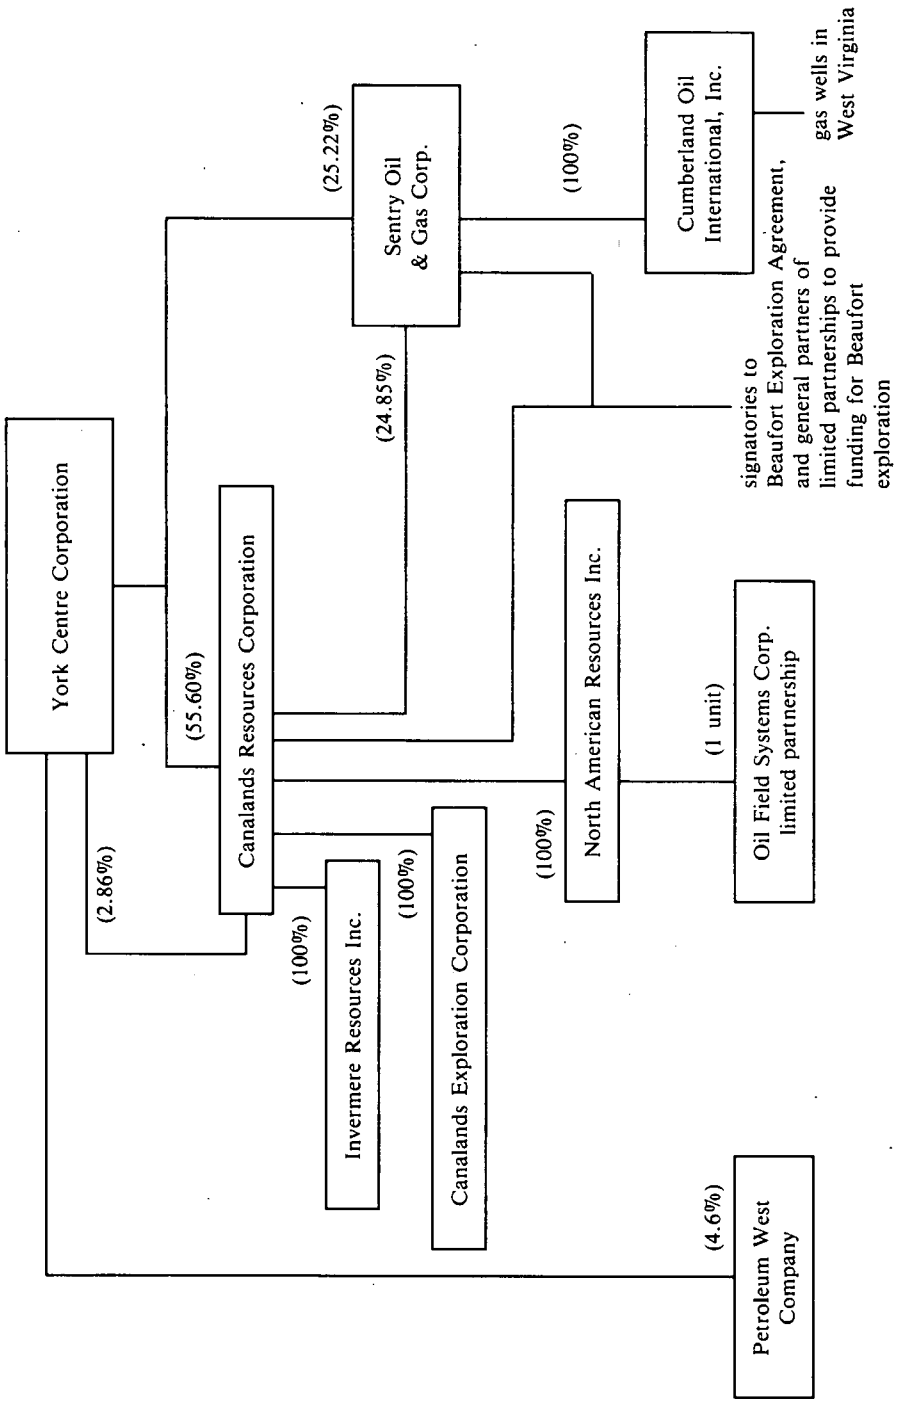 York Centre Corporation
(2.86%)
(55.60%)
(25.22%)
Canalands Resources Corporation
Sentry Oil
& Gas Corp.
(24.85%)
(100%)
Invermere Resources Inc.
(100%)
Canalands Exploration Corporation
(100%)
North American Resources Inc.
(100%)
Cumberland Oil
International, Inc.
(4.6%)
Petroleum West
Company
(1 unit)
Oil Field Systems Corp.
limited partnership
signatories to
Beaufort Exploration Agreement,
and general partners of
limited partnerships to provide
funding for Beaufort
exploration
gas wells in
West Virginia